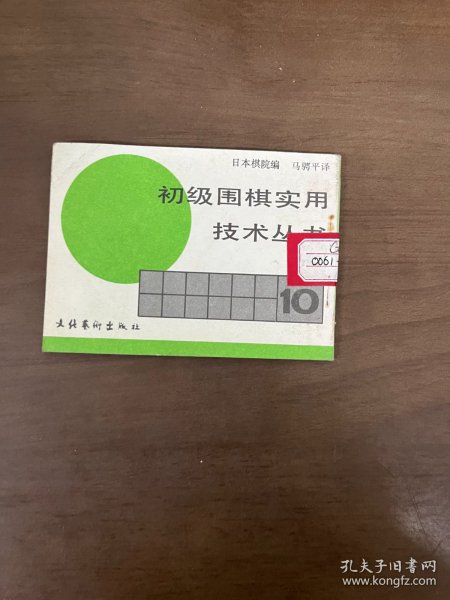 日本棋院编 马骋平译
初级围棋实用
技术丛书
0061
10
文化艺术出版社
孔夫子旧书网
www.kongfz.com